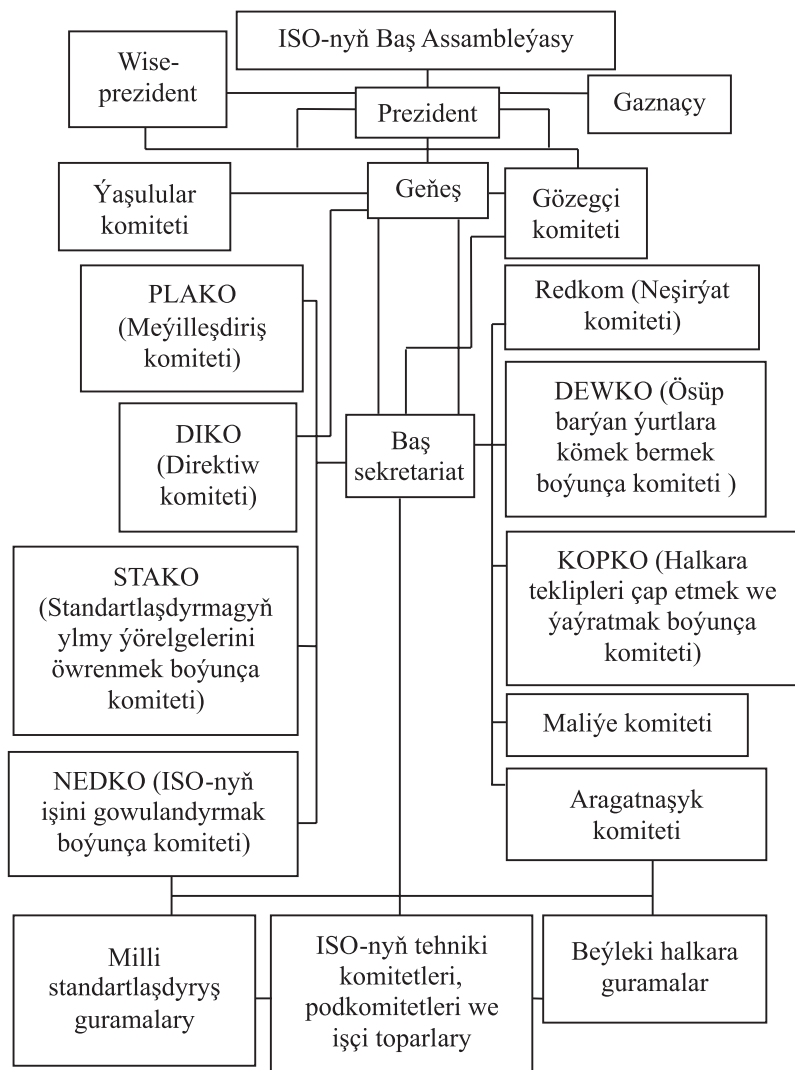 ISO-nyň Baş Assambleýasy
Wise-
prezident
Prezident
Gaznaçy
Ýaşulular
komiteti
Geňeş
Gözegçi
komiteti
PLAKO
(Meýilleşdiriş
komiteti)
Redkom (Neşirýat
komiteti)
DIKO
(Direktiw
komiteti)
Baş
sekretariat
DEWKO (Ösüp
barýan ýurtlara
kömek bermek
boýunça komiteti )
STAKO
(Standartlaşdyrmagyň
ylmy ýörelgelerini
öwrenmek boýunça
komiteti)
KOPKO (Halkara
teklipleri çap etmek we
ýaýratmak boýunça
komiteti)
Maliýe komiteti
NEDKO (ISO-nyň
işini gowulandyrmak
boýunça komiteti)
Aragatnaşyk
komiteti
Milli
standartlaşdyryş
guramalary
ISO-nyň tehniki
komitetleri,
podkomitetleri we
işçi toparlary
Beýleki halkara
guramalar